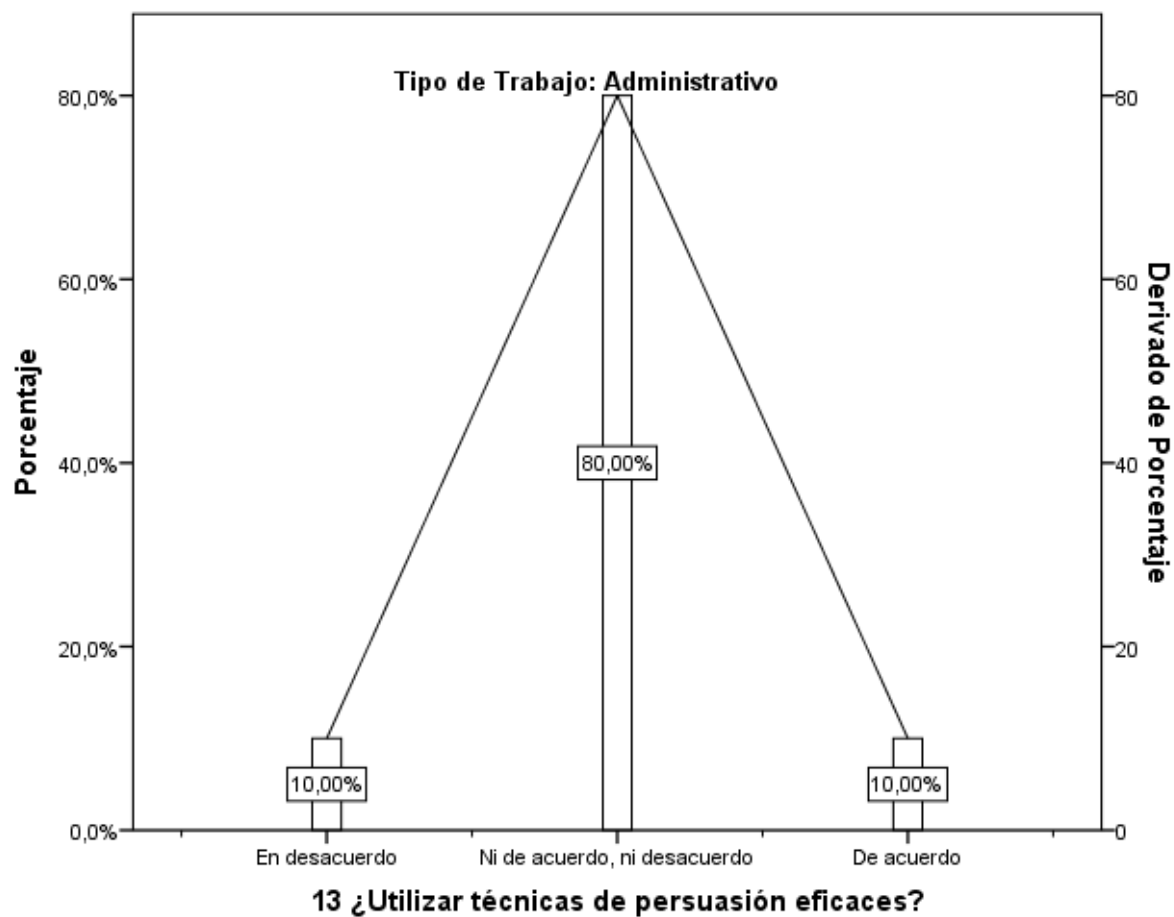 Tipo de Trabajo: Administrativo
Porcentaje
80,0%
60,0%
40,0%
20,0%
0,0%
80,00%
10,00%
10,00%
80
60
40
20
0
Derivado de Porcentaje
En desacuerdo
Ni de acuerdo, ni desacuerdo
De acuerdo
13 ¿Utilizar técnicas de persuasión eficaces?